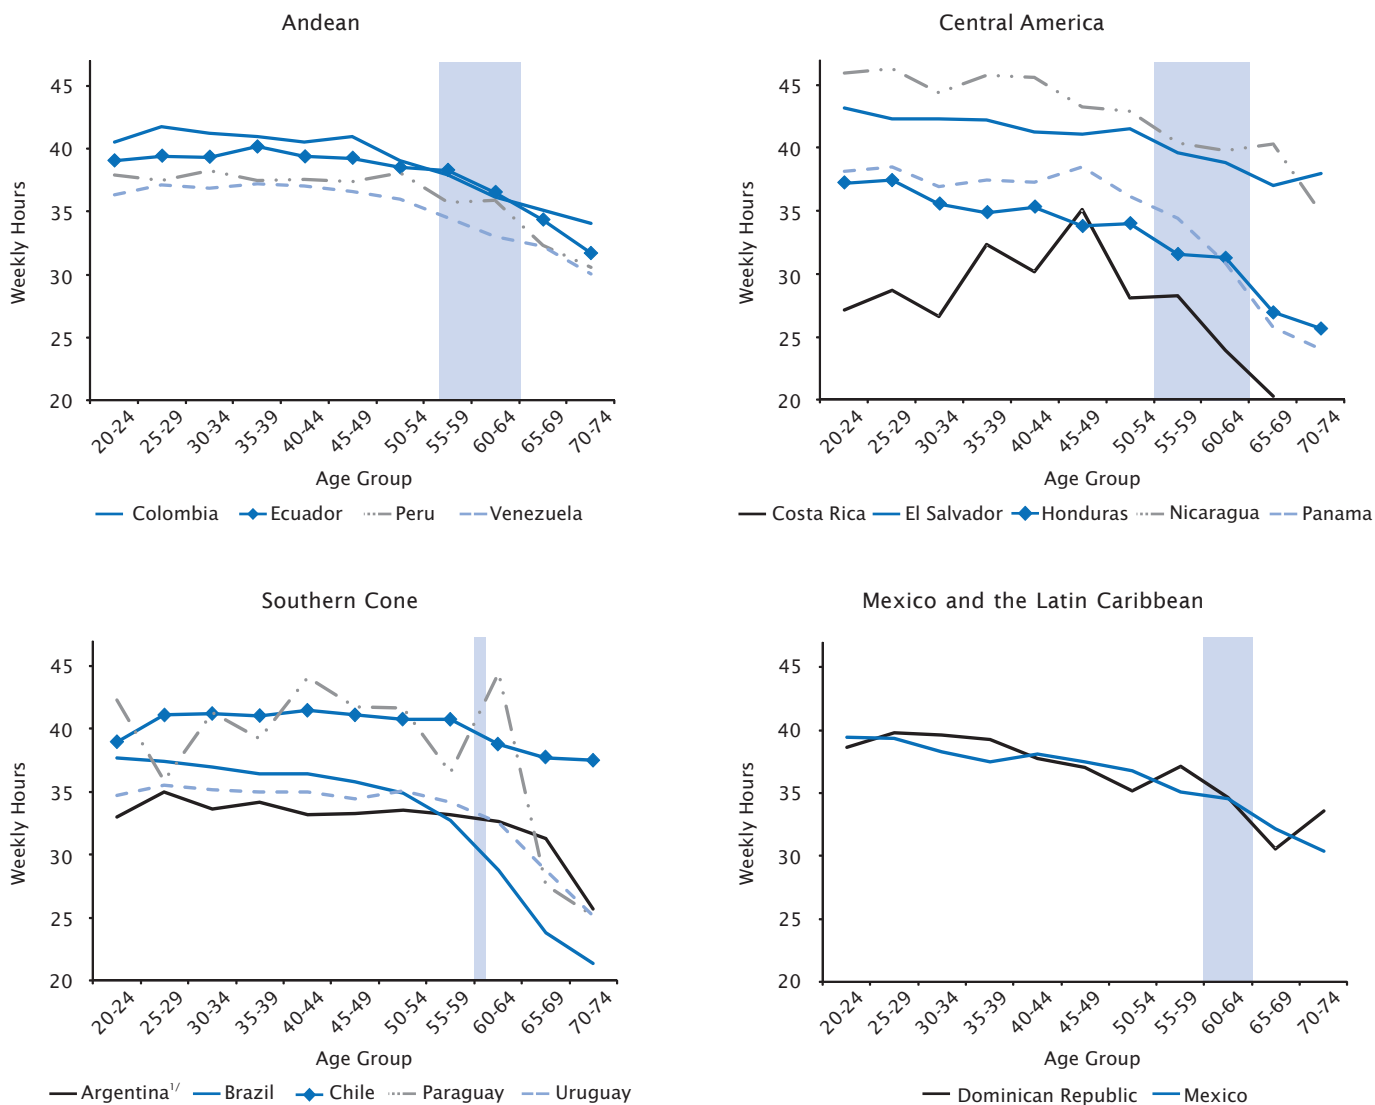 Andean
Weekly Hours
45
40
35
30
25
20
20-24 25-29 30-34 35-39 40-44 45-49 50-54 55-59 60-64 65-69 70-74
Age Group
Colombia Ecuador Peru Venezuela
Central America
Weekly Hours
45
40
35
30
25
20
20-24 25-29 30-34 35-39 40-44 45-49 50-54 55-59 60-64 65-69 70-74
Age Group
Costa Rica El Salvador Honduras Nicaragua Panama
Southern Cone
Weekly Hours
45
40
35
30
25
20
20-24 25-29 30-34 35-39 40-44 45-49 50-54 55-59 60-64 65-69 70-74
Age Group
Argentina1/ Brazil Chile Paraguay Uruguay
Mexico and the Latin Caribbean
Weekly Hours
45
40
35
30
25
20
20-24 25-29 30-34 35-39 40-44 45-49 50-54 55-59 60-64 65-69 70-74
Age Group
Dominican Republic Mexico